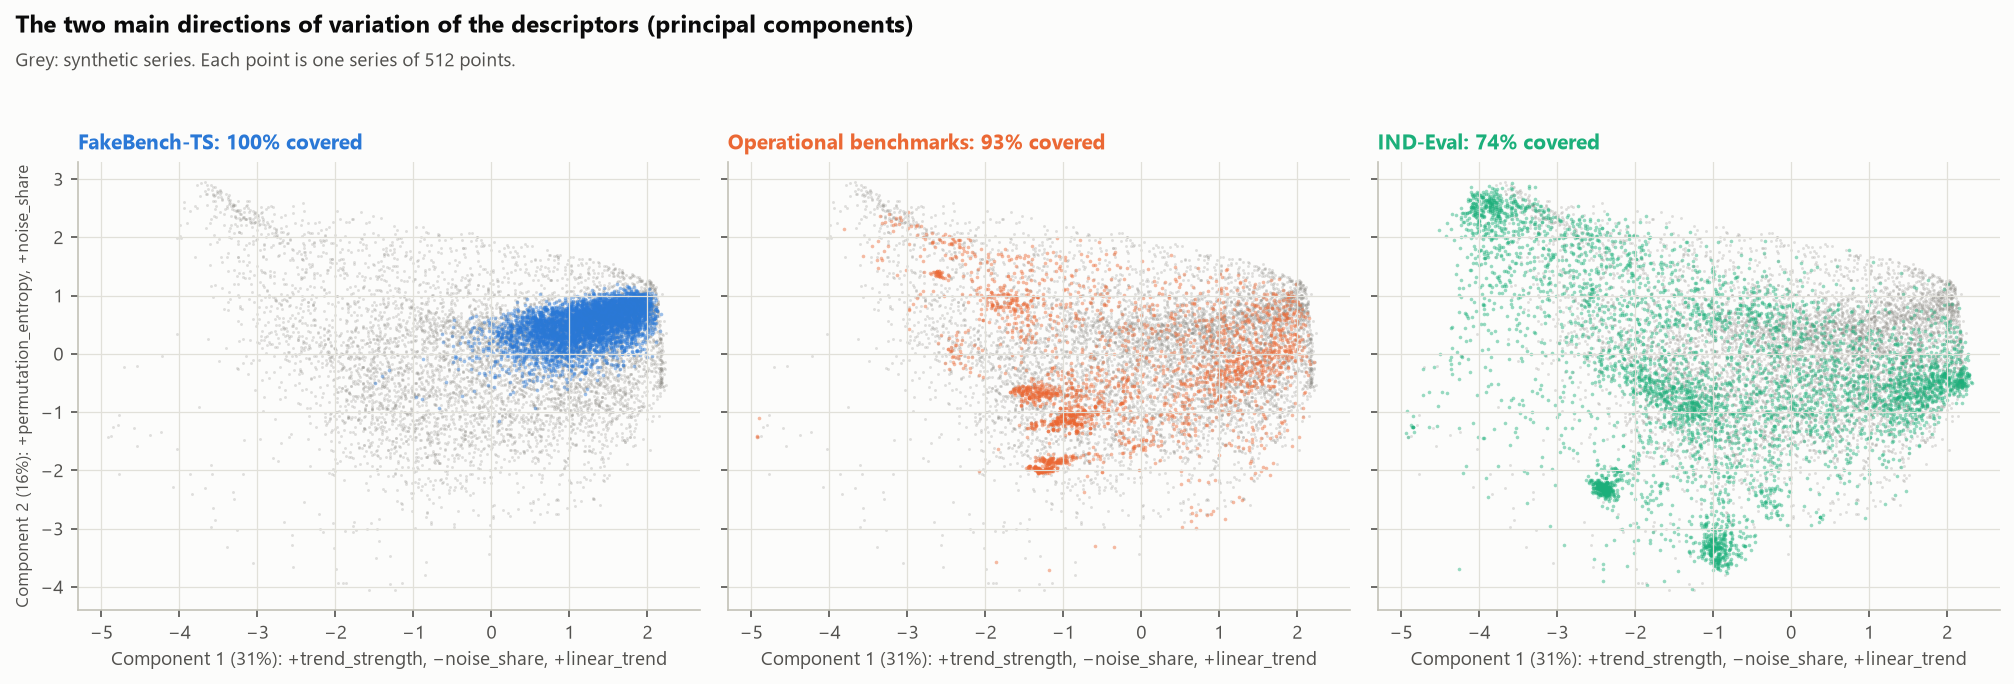 The two main directions of variation of the descriptors (principal components)
Grey: synthetic series. Each point is one series of 512 points.
FakeBench-TS: 100% covered
Operational benchmarks: 93% covered
IND-Eval: 74% covered
Component 2 (16%): +permutation_entropy, +noise_share
3
2
1
0
−1
−2
−3
−4
−5 −4 −3 −2 −1 0 1 2
−5 −4 −3 −2 −1 0 1 2
−5 −4 −3 −2 −1 0 1 2
Component 1 (31%): +trend_strength, −noise_share, +linear_trend
Component 1 (31%): +trend_strength, −noise_share, +linear_trend
Component 1 (31%): +trend_strength, −noise_share, +linear_trend